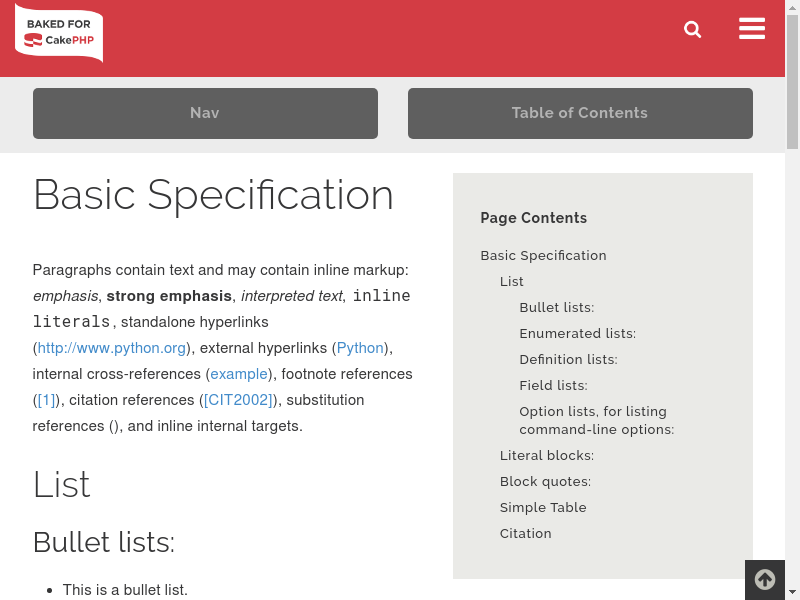 BAKED FOR
CakePHP
Nav
Table of Contents
Basic Specification
Paragraphs contain text and may contain inline markup:
emphasis, strong emphasis, interpreted text, inline
literals, standalone hyperlinks
(http://www.python.org), external hyperlinks (Python),
internal cross-references (example), footnote references
([1]), citation references ([CIT2002]), substitution
references (), and inline internal targets.
List
Bullet lists:
• This is a bullet list.
Page Contents
Basic Specification
List
Bullet lists:
Enumerated lists:
Definition lists:
Field lists:
Option lists, for listing
command-line options:
Literal blocks:
Block quotes:
Simple Table
Citation